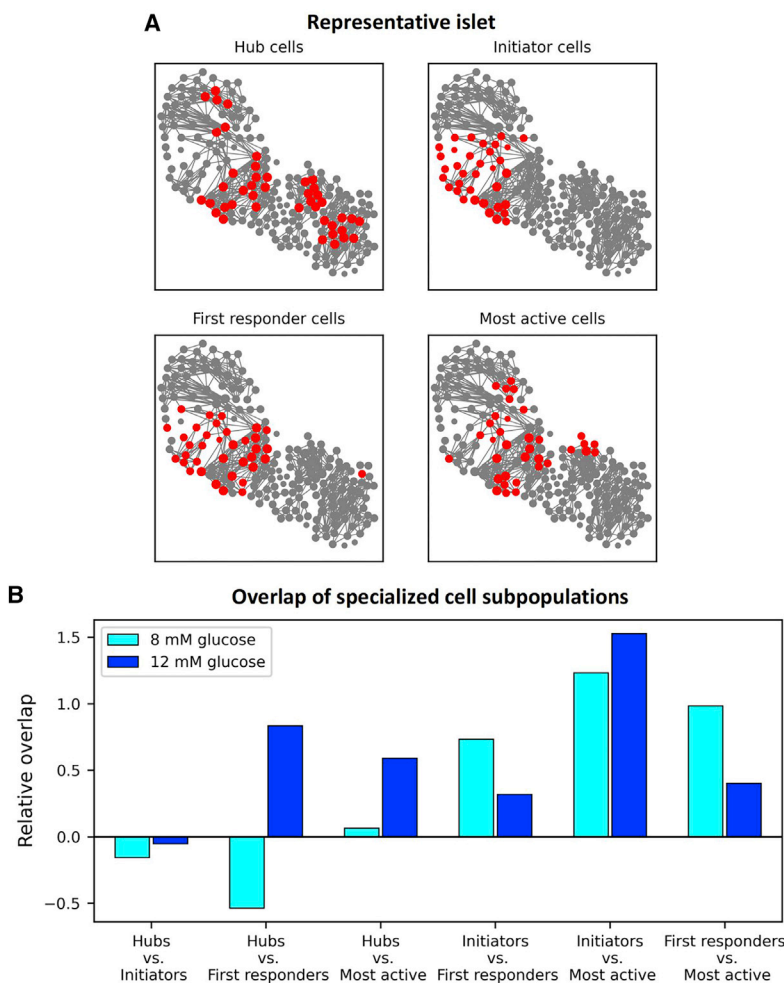 A
Representative islet
Hub cells
Initiator cells
First responder cells
Most active cells
B
Overlap of specialized cell subpopulations
8 mM glucose
12 mM glucose
Relative overlap
1.5
1.0
0.5
0.0
−0.5
Hubs
vs.
Initiators
Hubs
vs.
First responders
Hubs
vs.
Most active
Initiators
vs.
First responders
Initiators
vs.
Most active
First responders
vs.
Most active